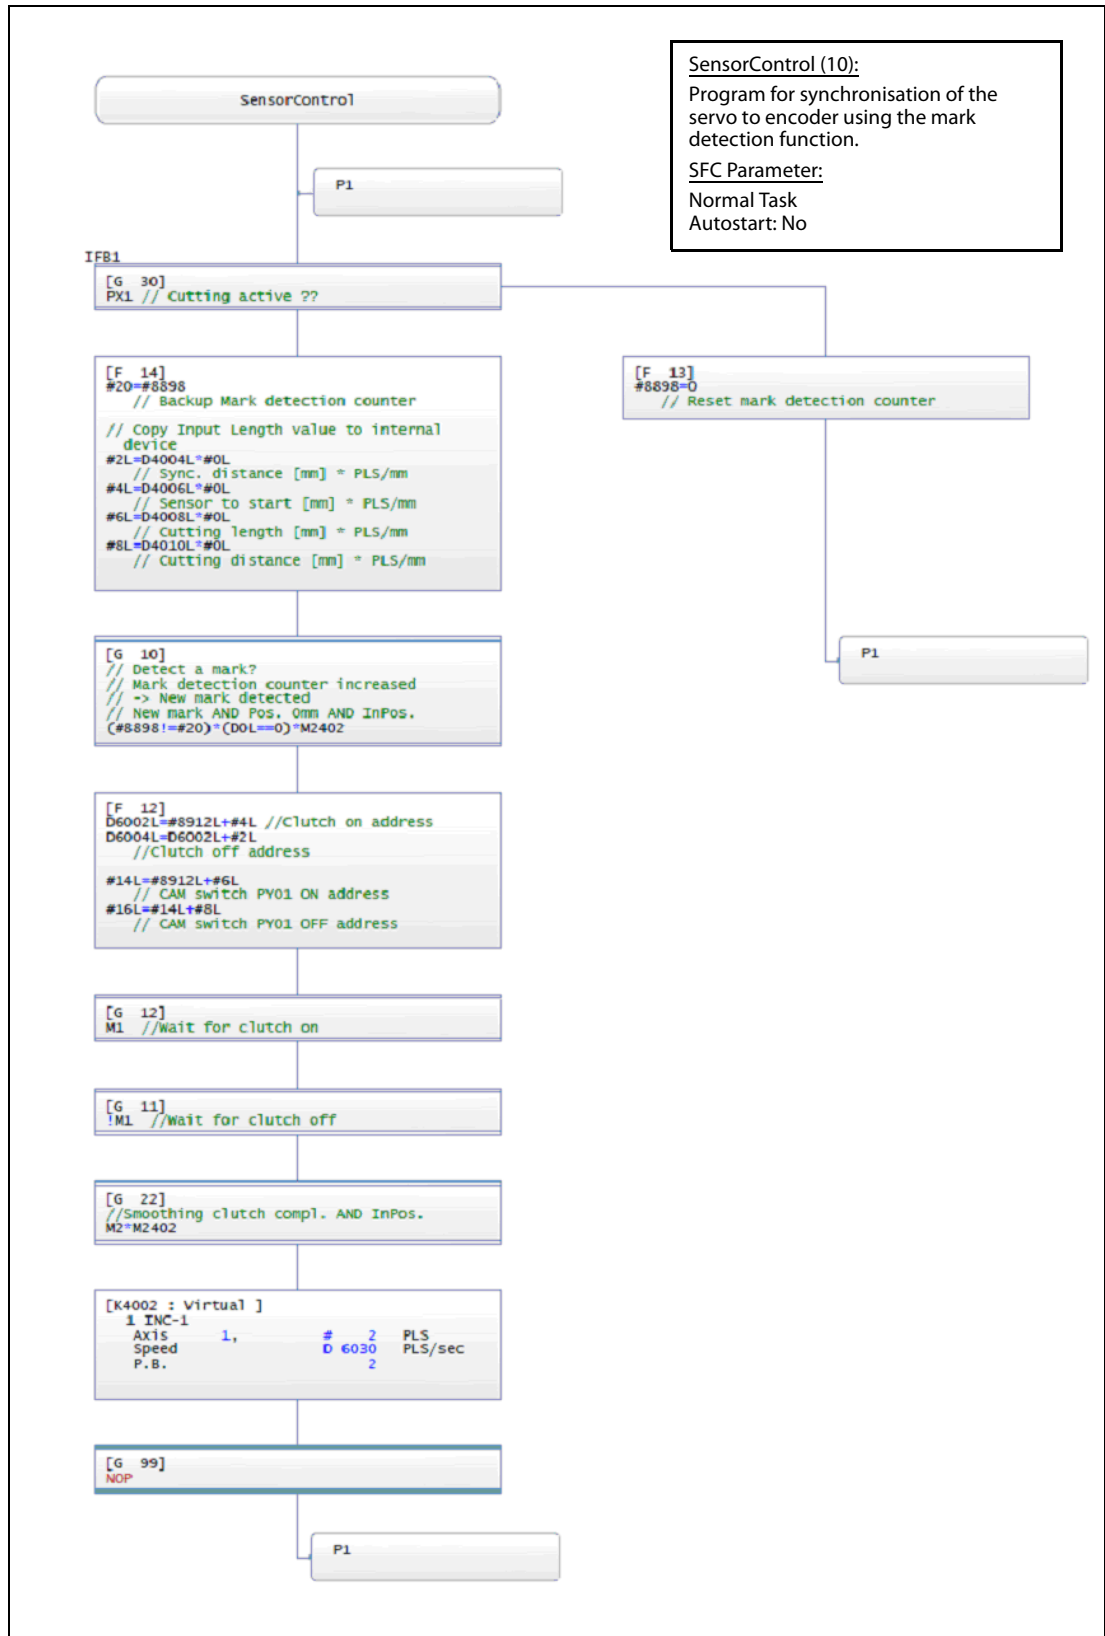 SensorControl (10):
Program for synchronisation of the
servo to encoder using the mark
detection function.
SFC Parameter:
Normal Task
Autostart: No
SensorControl
P1
IFB1
[G 30]
PX1 // Cutting active ??
[F 14]
#20=#8898
// Backup Mark detection counter
// Copy Input Length value to internal
device
#2L=D4004L*#0L
// Sync. distance [mm] * PLS/mm
#4L=D4006L*#0L
// Sensor to start [mm] * PLS/mm
#6L=D4008L*#0L
// Cutting length [mm] * PLS/mm
#8L=D4010L*#0L
// Cutting distance [mm] * PLS/mm
[F 13]
#8898=0
// Reset mark detection counter
P1
[G 10]
// Detect a mark?
// Mark detection counter increased
// -> New mark detected
// New mark AND Pos. 0mm AND InPos.
(#8898!=#20)*(D0L==0)*M2402
[F 12]
D6002L=#8912L+#4L //Clutch on address
D6004L=D6002L+#2L
//Clutch off address
#14L=#8912L+#6L
// CAM switch PY01 ON address
#16L=#14L+#8L
// CAM switch PY01 OFF address
[G 12]
M1 //Wait for clutch on
[G 11]
!M1 //Wait for clutch off
[G 22]
//Smoothing clutch compl. AND InPos.
M2*M2402
[K4002 : Virtual ]
1 INC-1
Axis 1, # 2 PLS
Speed D 6030 PLS/sec
P.B. 2
[G 99]
NOP
P1